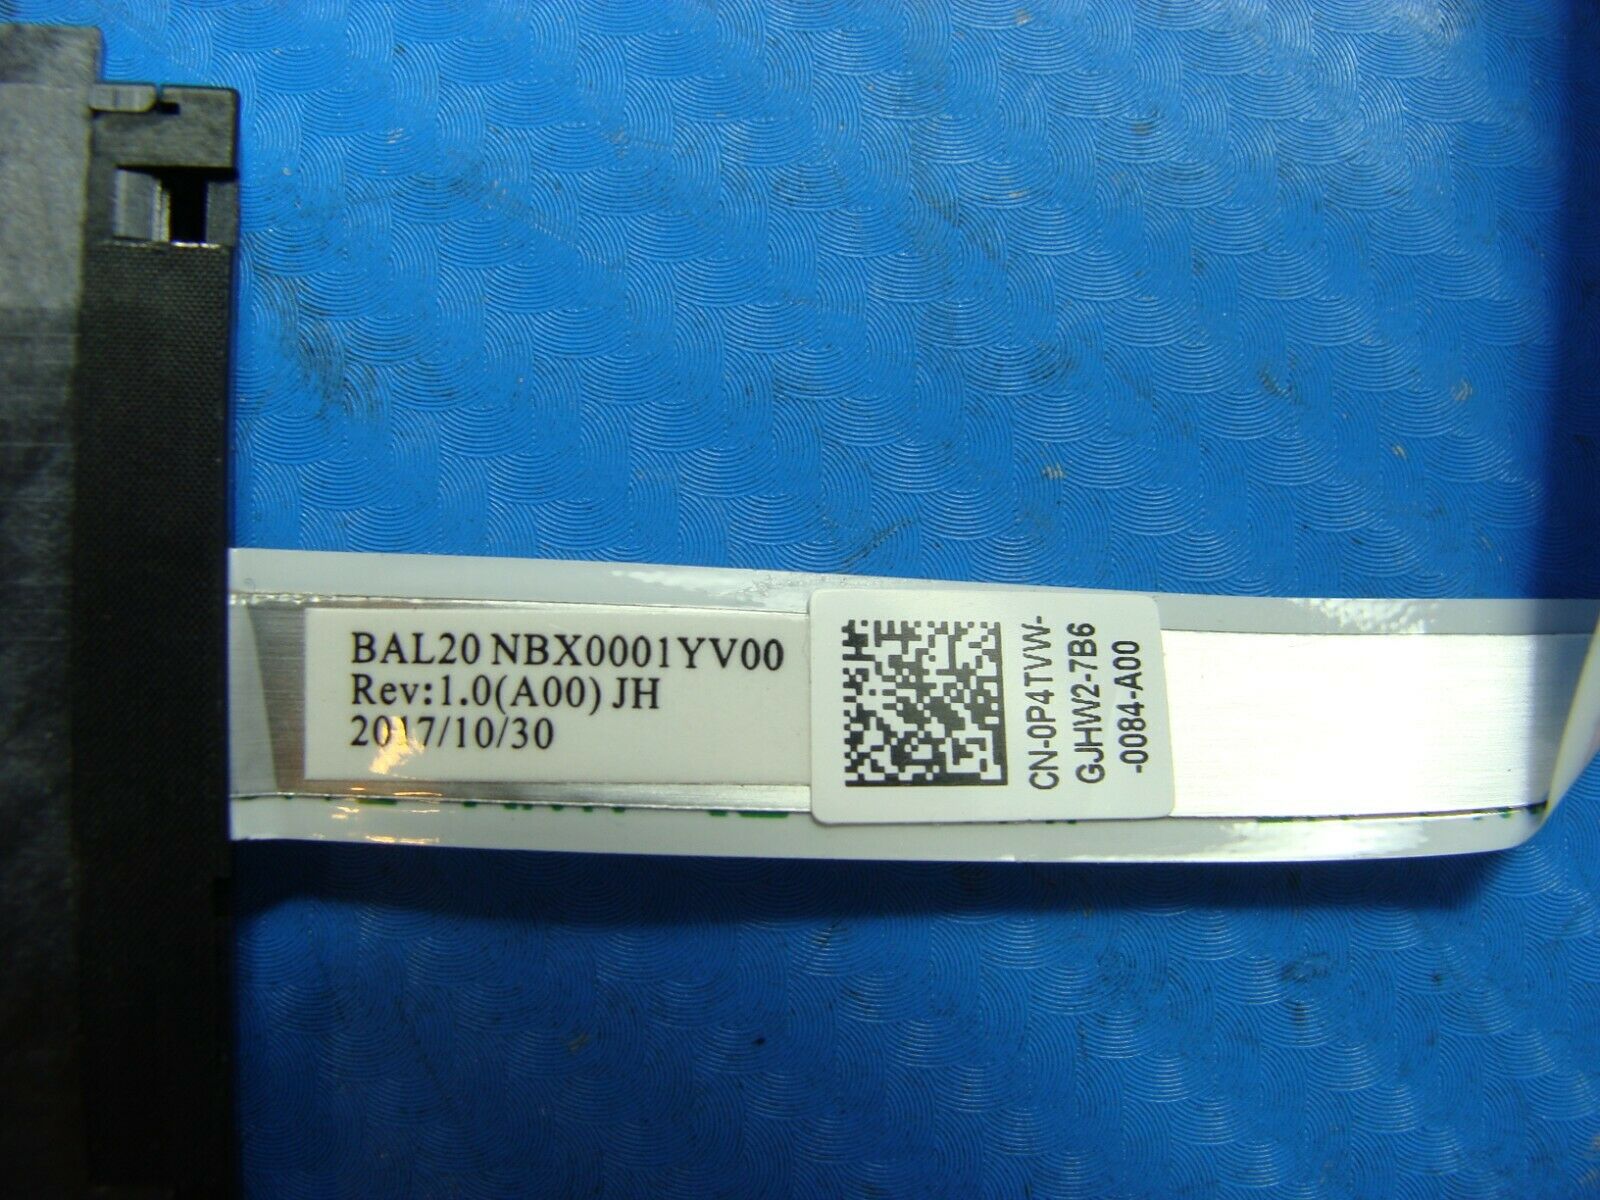 BAL20 NBX0001YV00
Rev:1.0(A00) JH
2017/10/30
CN-0P4TVW-
GJHW2-7B6
-0084-A00